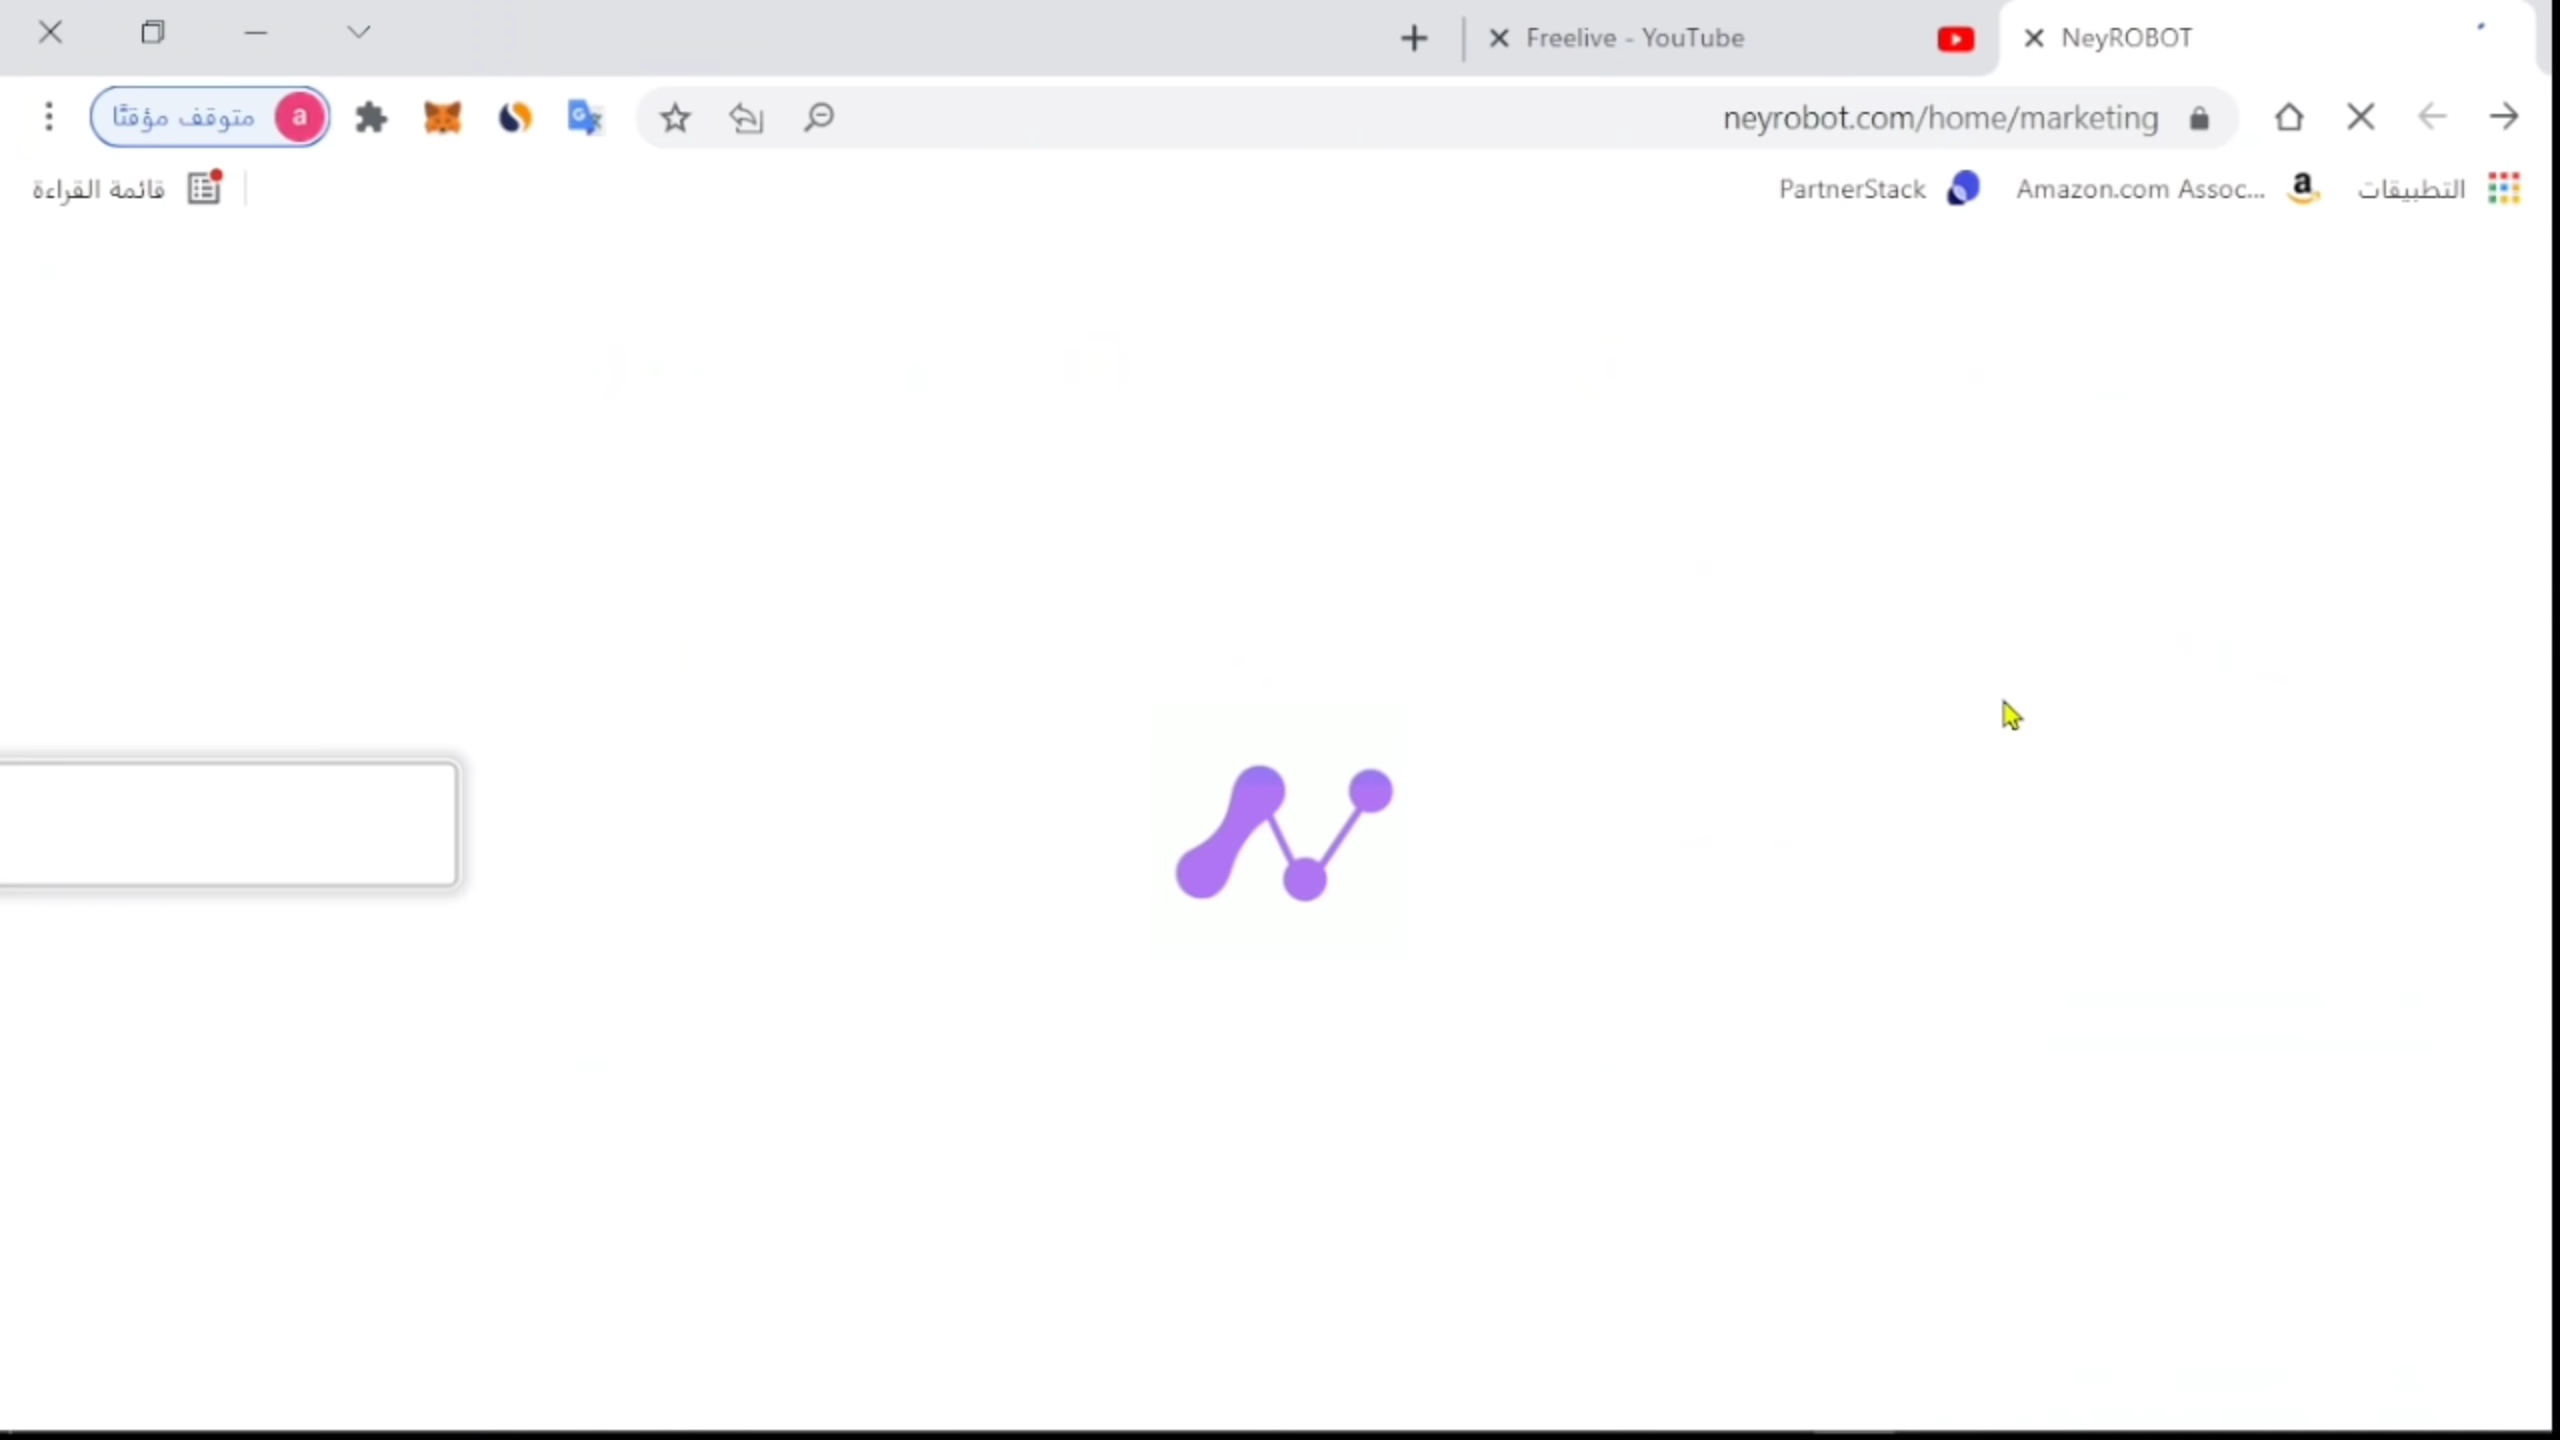 NeyROBOT
Freelive - YouTube
neyrobot.com/home/marketing
a متوقف مؤقتًا
التطبيقات
Amazon.com Assoc...
PartnerStack
قائمة القراءة